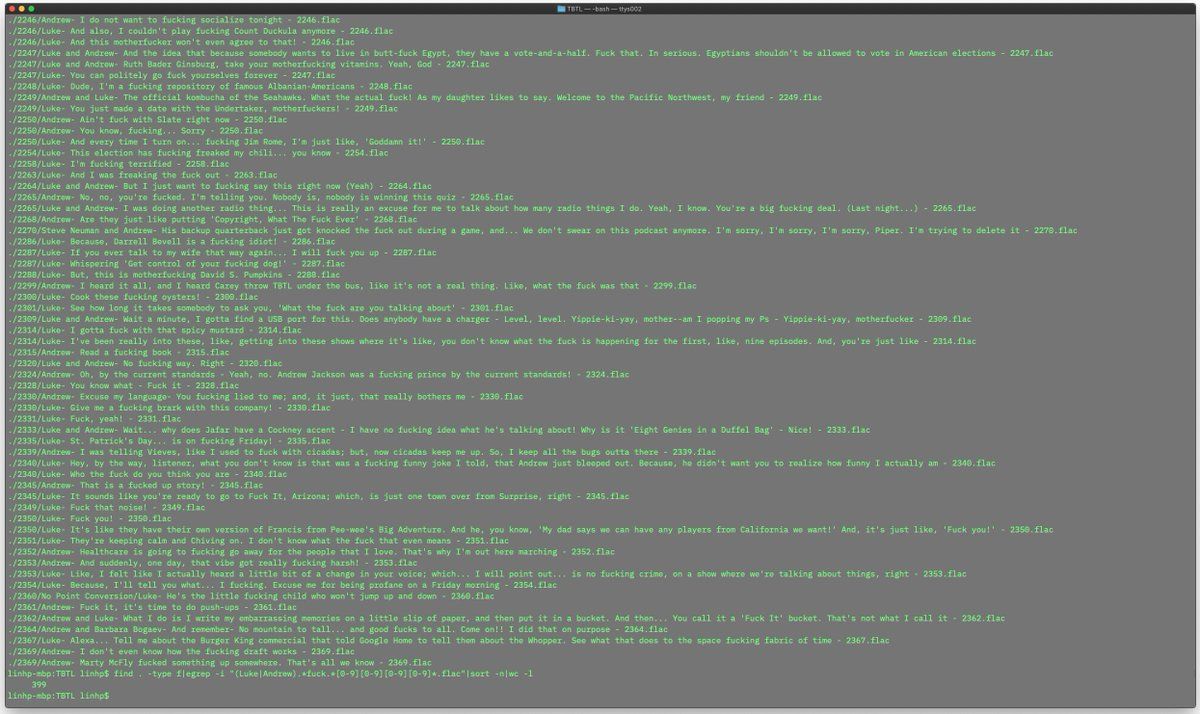 TBTL — -bash — ttys002
./2246/Andrew- I do not want to fucking socialize tonight - 2246.flac
./2246/Luke- And also, I couldn't play fucking Count Duckula anymore - 2246.flac
./2246/Luke- And this motherfucker won't even agree to that! - 2246.flac
./2247/Luke and Andrew- And the idea that because somebody wants to live in butt-fuck Egypt, they have a vote-and-a-half. Fuck that. In serious. Egyptians shouldn't be allowed to vote in American elections - 2247.flac
./2247/Luke and Andrew- Ruth Bader Ginsburg, take your motherfucking vitamins. Yeah, God - 2247.flac
./2247/Luke- You can politely go fuck yourselves forever - 2247.flac
./2248/Luke- Dude, I'm a fucking repository of famous Albanian-Americans - 2248.flac
./2249/Andrew and Luke- The official kombucha of the Seahawks. What the actual fuck! As my daughter likes to say. Welcome to the Pacific Northwest, my friend - 2249.flac
./2249/Luke- You just made a date with the Undertaker, motherfuckers! - 2249.flac
./2250/Andrew- Ain't fuck with Slate right now - 2250.flac
./2250/Andrew- You know, fucking... Sorry - 2250.flac
./2250/Luke- And every time I turn on... fucking Jim Rome, I'm just like, 'Goddamn it!' - 2250.flac
./2254/Luke- This election has fucking freaked my chili... you know - 2254.flac
./2258/Luke- I'm fucking terrified - 2258.flac
./2263/Luke- And I was freaking the fuck out - 2263.flac
./2264/Luke and Andrew- But I just want to fucking say this right now (Yeah) - 2264.flac
./2265/Andrew- No, no, you're fucked. I'm telling you. Nobody is, nobody is winning this quiz - 2265.flac
./2265/Luke and Andrew- I was doing another radio thing... This is really an excuse for me to talk about how many radio things I do. Yeah, I know. You're a big fucking deal. (Last night...) - 2265.flac
./2268/Andrew- Are they just like putting 'Copyright, What The Fuck Ever' - 2268.flac
./2270/Steve Neuman and Andrew- His backup quarterback just got knocked the fuck out during a game, and... We don't swear on this podcast anymore. I'm sorry, I'm sorry, I'm sorry, Piper. I'm trying to delete it - 2270.flac
./2286/Luke- Because, Darrell Bevell is a fucking idiot! - 2286.flac
./2287/Luke- If you ever talk to my wife that way again... I will fuck you up - 2287.flac
./2287/Luke- Whispering 'Get control of your fucking dog!' - 2287.flac
./2288/Luke- But, this is motherfucking David S. Pumpkins - 2288.flac
./2299/Andrew- I heard it all, and I heard Carey throw TBTL under the bus, like it's not a real thing. Like, what the fuck was that - 2299.flac
./2300/Luke- Cook these fucking oysters! - 2300.flac
./2301/Luke- See how long it takes somebody to ask you, 'What the fuck are you talking about' - 2301.flac
./2309/Luke and Andrew- Wait a minute, I gotta find a USB port for this. Does anybody have a charger - Level, level. Yippie-ki-yay, mother--am I popping my Ps - Yippie-ki-yay, motherfucker - 2309.flac
./2314/Luke- I gotta fuck with that spicy mustard - 2314.flac
./2314/Luke- I've been really into these, like, getting into these shows where it's like, you don't know what the fuck is happening for the first, like, nine episodes. And, you're just like - 2314.flac
./2315/Andrew- Read a fucking book - 2315.flac
./2320/Luke and Andrew- No fucking way. Right - 2320.flac
./2324/Andrew- Oh, by the current standards - Yeah, no. Andrew Jackson was a fucking prince by the current standards! - 2324.flac
./2328/Luke- You know what - Fuck it - 2328.flac
./2330/Andrew- Excuse my language- You fucking lied to me; and, it just, that really bothers me - 2330.flac
./2330/Luke- Give me a fucking brark with this company! - 2330.flac
./2331/Luke- Fuck, yeah! - 2331.flac
./2333/Luke and Andrew- Wait... why does Jafar have a Cockney accent - I have no fucking idea what he's talking about! Why is it 'Eight Genies in a Duffel Bag' - Nice! - 2333.flac
./2335/Luke- St. Patrick's Day... is on fucking Friday! - 2335.flac
./2339/Andrew- I was telling Vieves, like I used to fuck with cicadas; but, now cicadas keep me up. So, I keep all the bugs outta there - 2339.flac
./2340/Luke- Hey, by the way, listener, what you don't know is that was a fucking funny joke I told, that Andrew just bleeped out. Because, he didn't want you to realize how funny I actually am - 2340.flac
./2340/Luke- Who the fuck do you think you are - 2340.flac
./2345/Andrew- That is a fucked up story! - 2345.flac
./2345/Luke- It sounds like you're ready to go to Fuck It, Arizona; which, is just one town over from Surprise, right - 2345.flac
./2349/Luke- Fuck that noise! - 2349.flac
./2350/Luke- Fuck you! - 2350.flac
./2350/Luke- It's like they have their own version of Francis from Pee-wee's Big Adventure. And he, you know, 'My dad says we can have any players from California we want!' And, it's just like, 'Fuck you!' - 2350.flac
./2351/Luke- They're keeping calm and Chiving on. I don't know what the fuck that even means - 2351.flac
./2352/Andrew- Healthcare is going to fucking go away for the people that I love. That's why I'm out here marching - 2352.flac
./2353/Andrew- And suddenly, one day, that vibe got really fucking harsh! - 2353.flac
./2353/Luke- Like, I felt like I actually heard a little bit of a change in your voice; which... I will point out... is no fucking crime, on a show where we're talking about things, right - 2353.flac
./2354/Luke- Because, I'll tell you what... I fucking. Excuse me for being profane on a Friday morning - 2354.flac
./2360/No Point Conversion/Luke- He's the little fucking child who won't jump up and down - 2360.flac
./2361/Andrew- Fuck it, it's time to do push-ups - 2361.flac
./2362/Andrew and Luke- What I do is I write my embarrassing memories on a little slip of paper, and then put it in a bucket. And then... You call it a 'Fuck It' bucket. That's not what I call it - 2362.flac
./2364/Andrew and Barbara Bogaev- And remember- No mountain to tall... and good fucks to all. Come on!! I did that on purpose - 2364.flac
./2367/Luke- Alexa... Tell me about the Burger King commercial that told Google Home to tell them about the Whopper. See what that does to the space fucking fabric of time - 2367.flac
./2369/Andrew- I don't even know how the fucking draft works - 2369.flac
./2369/Andrew- Marty McFly fucked something up somewhere. That's all we know - 2369.flac
linhp-mbp:TBTL linhp$ find . -type f|egrep -i "(Luke|Andrew).*fuck.*[0-9][0-9][0-9][0-9]*.flac"|sort -n|wc -l
399
linhp-mbp:TBTL linhp$